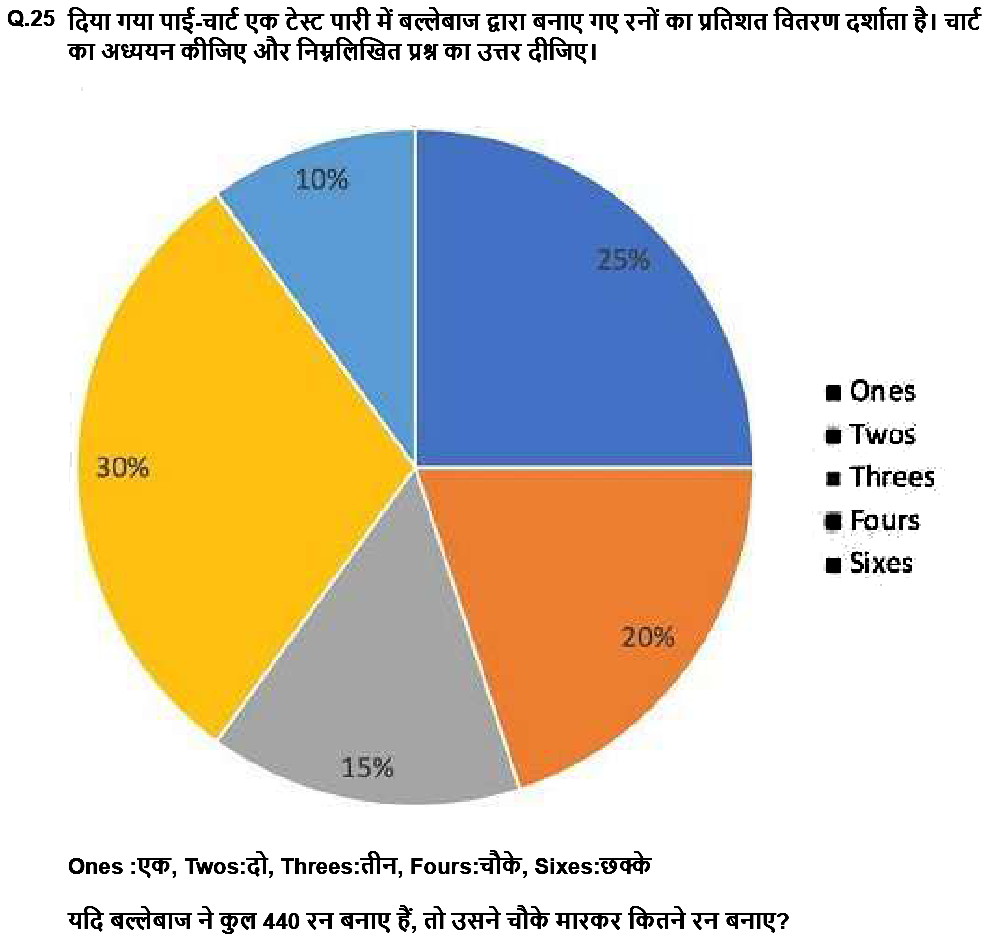 Q.25 दिया गया पाई-चार्ट एक टेस्ट पारी में बल्लेबाज द्वारा बनाए गए रनों का प्रतिशत वितरण दर्शाता है। चार्ट
का अध्ययन कीजिए और निम्नलिखित प्रश्न का उत्तर दीजिए।
10%
25%
30%
20%
15%
Ones
Twos
Threes
Fours
Sixes
Ones :एक, Twos:दो, Threes:तीन, Fours:चौके, Sixes:छक्के
यदि बल्लेबाज ने कुल 440 रन बनाए हैं, तो उसने चौके मारकर कितने रन बनाए?